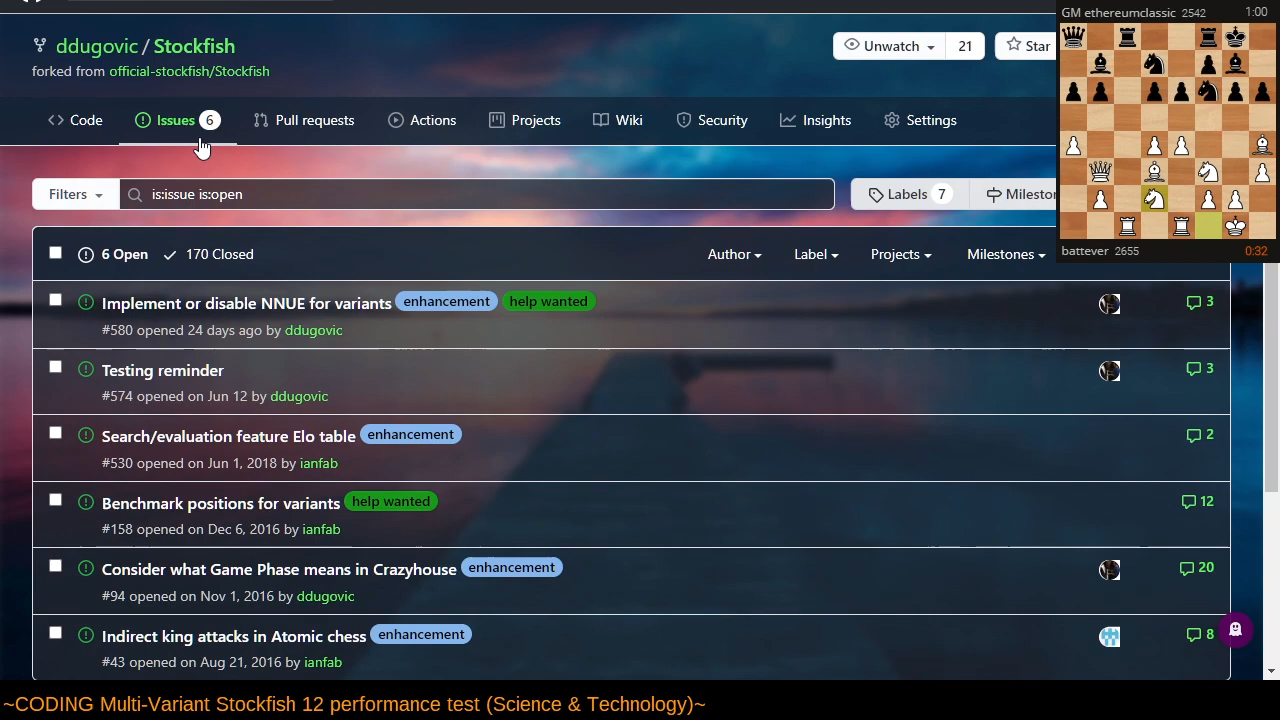 ddugovic / Stockfish
Unwatch 21 Star
forked from official-stockfish/Stockfish
Code Issues 6 Pull requests Actions Projects Wiki Security Insights Settings
Filters is:issue is:open Labels 7 Milesto
6 Open 170 Closed Author Label Projects Milestones
Implement or disable NNUE for variants enhancement help wanted 3
#580 opened 24 days ago by ddugovic
Testing reminder 3
#574 opened on Jun 12 by ddugovic
Search/evaluation feature Elo table enhancement 2
#530 opened on Jun 1, 2018 by ianfab
Benchmark positions for variants help wanted 12
#158 opened on Dec 6, 2016 by ianfab
Consider what Game Phase means in Crazyhouse enhancement 20
#94 opened on Nov 1, 2016 by ddugovic
Indirect king attacks in Atomic chess enhancement 8
#43 opened on Aug 21, 2016 by ianfab
GM ethereumclassic 2542 1:00
battever 2655 0:32
~CODING Multi-Variant Stockfish 12 performance test (Science & Technology)~